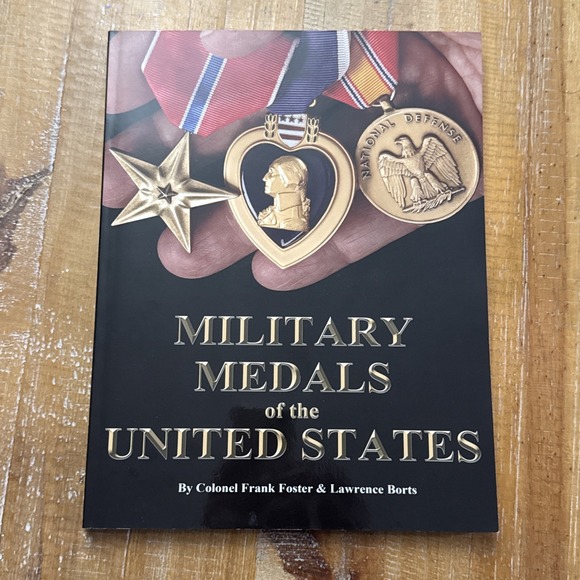 NATIONAL DEFENSE
MILITARY
MEDALS
of the
UNITED STATES
By Colonel Frank Foster & Lawrence Borts